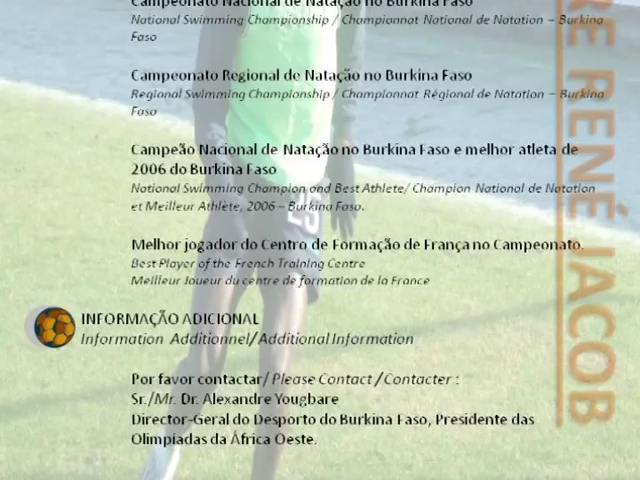 Campeonato Nacional de Natação no Burkina Faso
National Swimming Championship / Championnat National de Natation – Burkina
Faso
Campeonato Regional de Natação no Burkina Faso
Regional Swimming Championship / Championnat Régional de Natation – Burkina
Faso
Campeão Nacional de Natação no Burkina Faso e melhor atleta de
2006 do Burkina Faso
National Swimming Champion and Best Athlete/ Champion National de Natation
et Meilleur Athlète, 2006 – Burkina Faso.
Melhor jogador do Centro de Formação de França no Campeonato.
Best Player of the French Training Centre
Meilleur Joueur du centre de formation de la France
INFORMAÇÃO ADICIONAL
Information Additionnel/Additional Information
Por favor contactar/ Please Contact /Contacter :
Sr./Mr. Dr. Alexandre Yougbare
Director-Geral do Desporto do Burkina Faso, Presidente das
Olimpíadas da África Oeste.
RENÉ JACOB